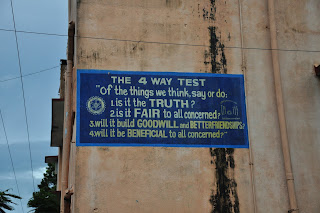 THE 4 WAY TEST
"Of the things we think, say or do:
1. is it the TRUTH?
2. is it FAIR to all concerned?
3. will it build GOODWILL and BETTERFRIENDSHIPS?
4. will it be BENEFICIAL to all concerned?"